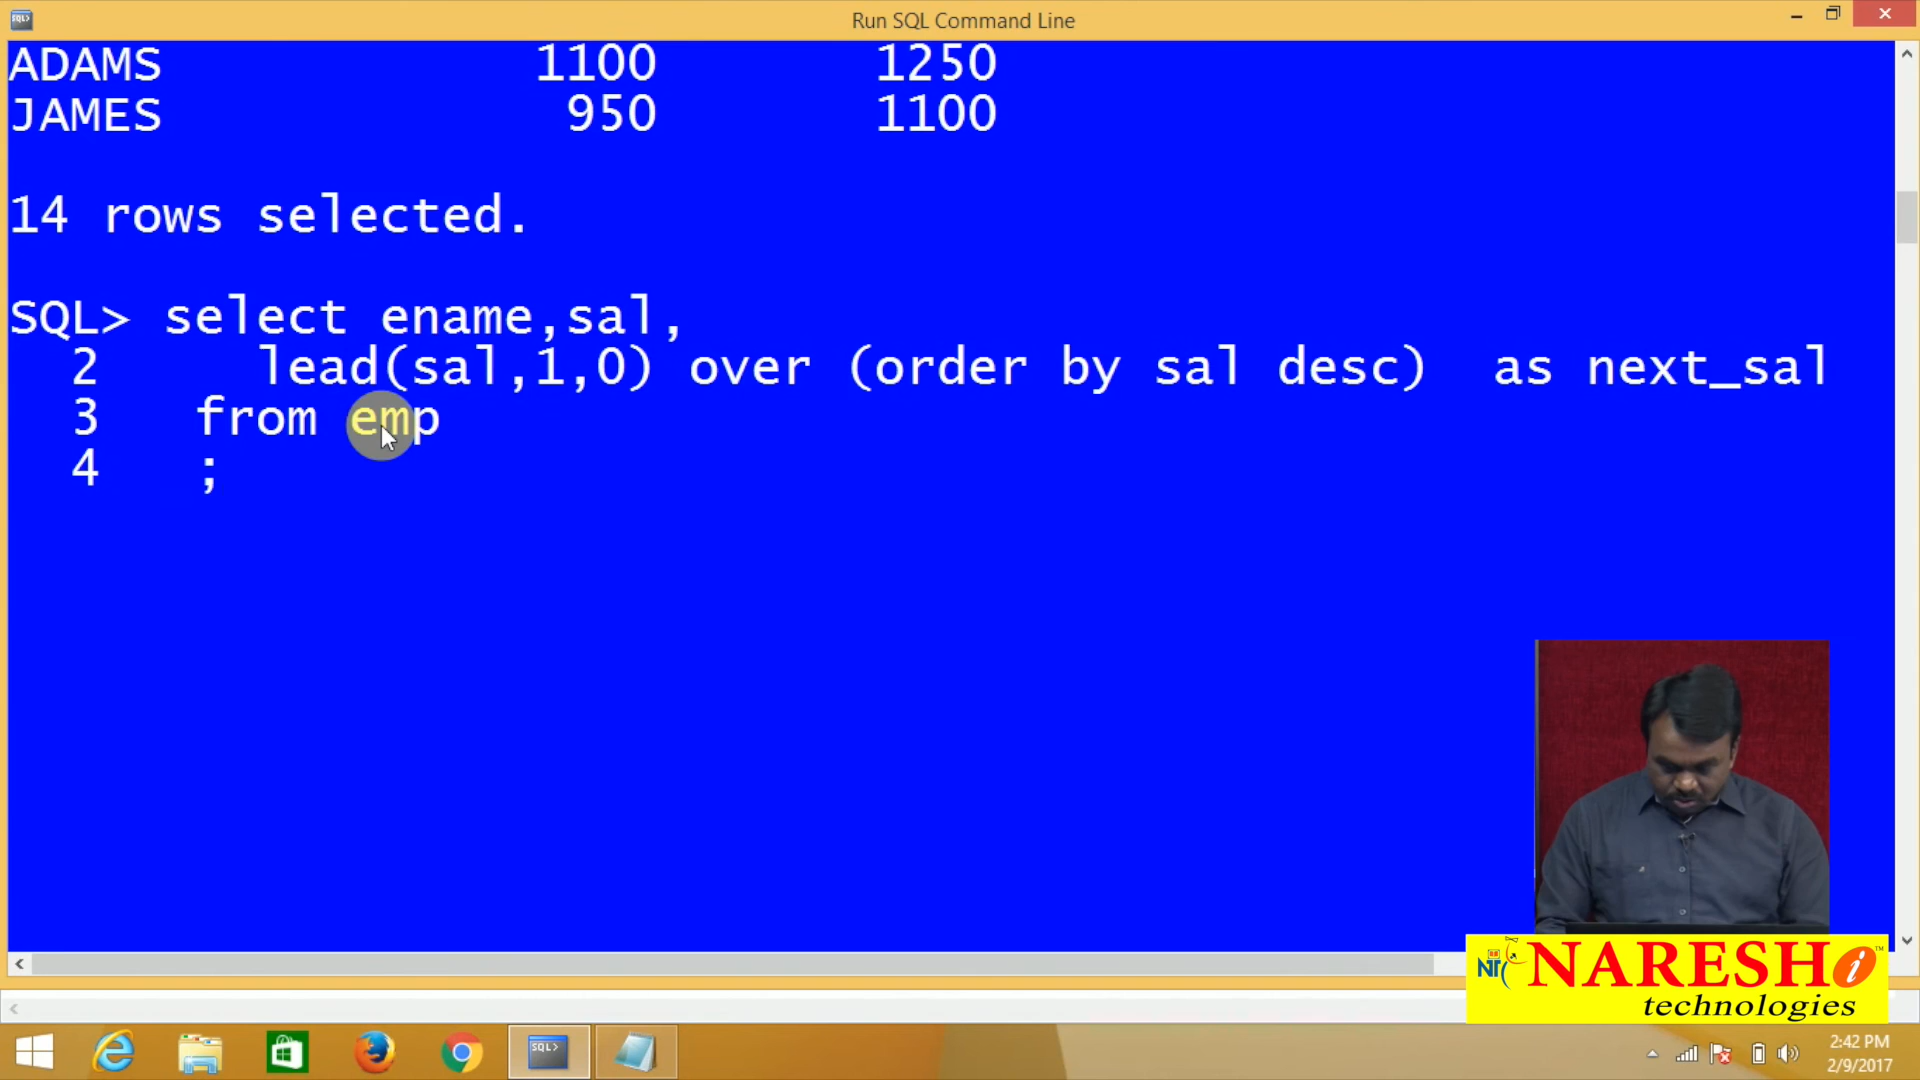 Run SQL Command Line
ADAMS 1100 1250
JAMES 950 1100
14 rows selected.
SQL> select ename,sal,
2 lead(sal,1,0) over (order by sal desc) as next_sal
3 from emp
4 ;
NARESH i ™
technologies
SQL>
2:42 PM
2/9/2017